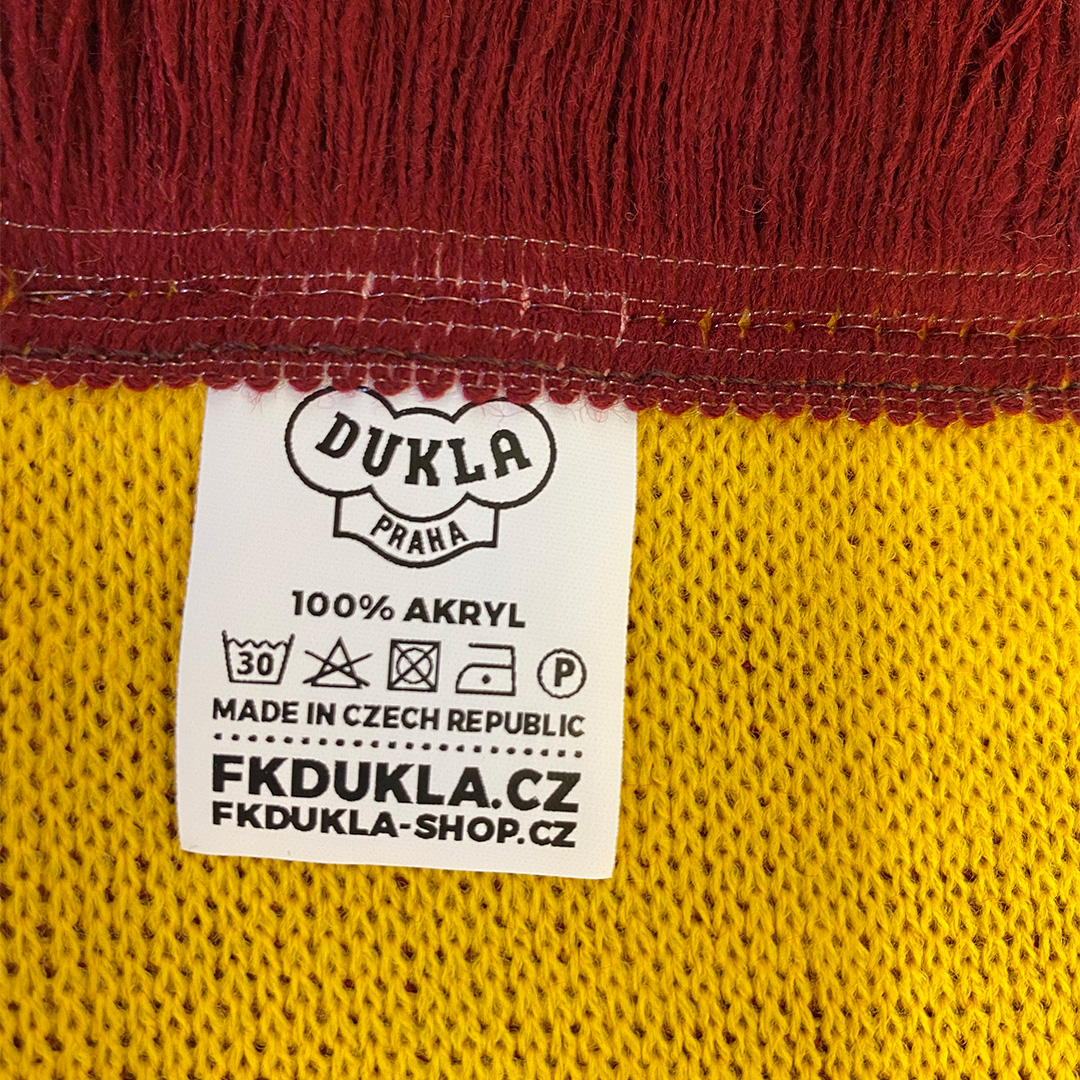 DUKLA
PRAHA
100% AKRYL
30 P
MADE IN CZECH REPUBLIC
FKDUKLA.CZ
FKDUKLA-SHOP.CZ